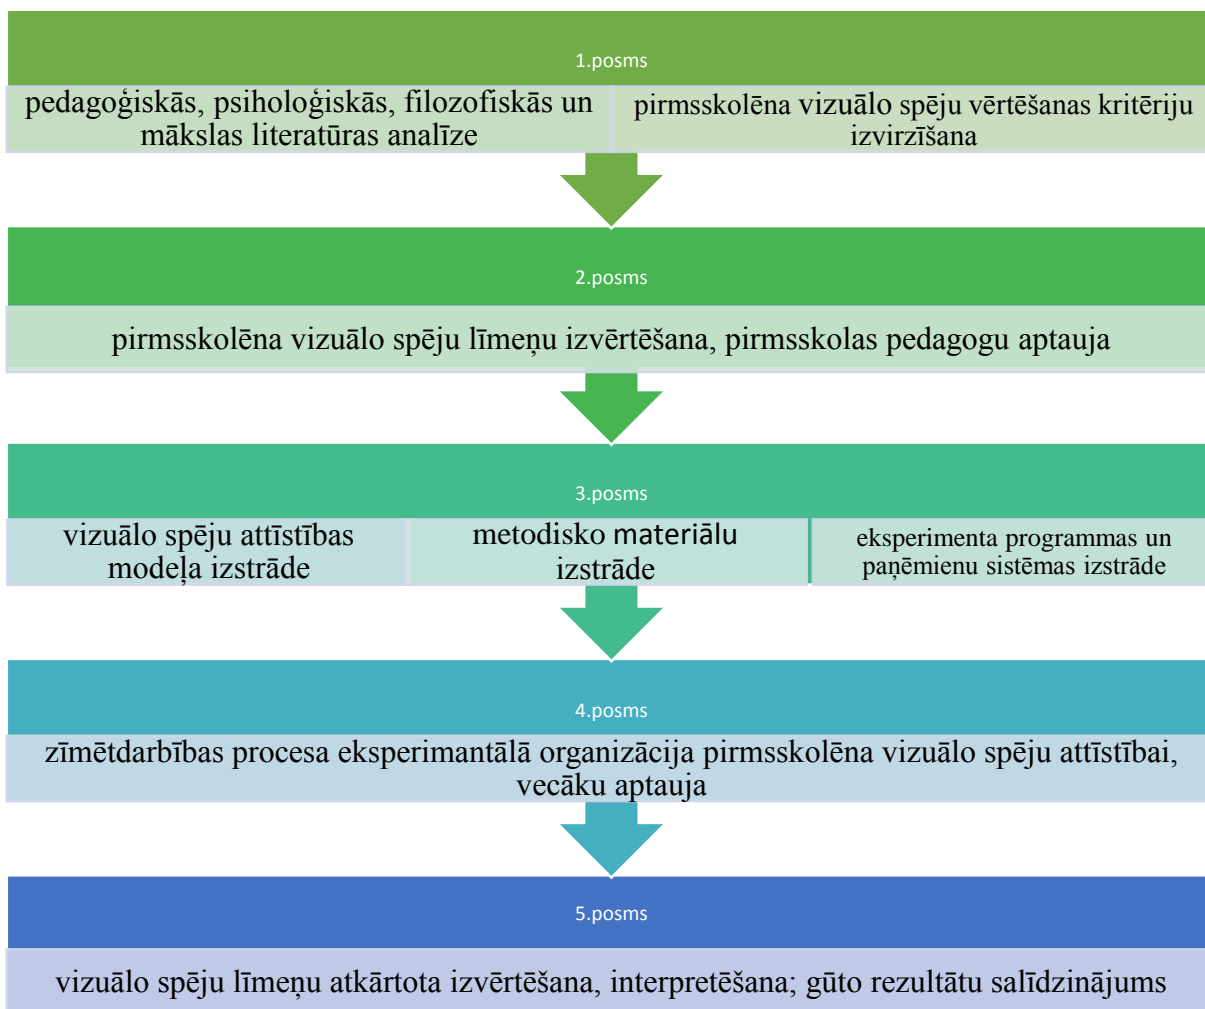 1.posms
pedagoģiskās, psiholoģiskās, filozofiskās un
mākslas literatūras analīze
pirmsskolēna vizuālo spēju vērtēšanas kritēriju
izvirzīšana
2.posms
pirmsskolēna vizuālo spēju līmeņu izvērtēšana, pirmsskolas pedagogu aptauja
3.posms
vizuālo spēju attīstības
modeļa izstrāde
metodisko materiālu
izstrāde
eksperimenta programmas un
paņēmienu sistēmas izstrāde
4.posms
zīmētdarbības procesa eksperimantālā organizācija pirmsskolēna vizuālo spēju attīstībai,
vecāku aptauja
5.posms
vizuālo spēju līmeņu atkārtota izvērtēšana, interpretēšana; gūto rezultātu salīdzinājums